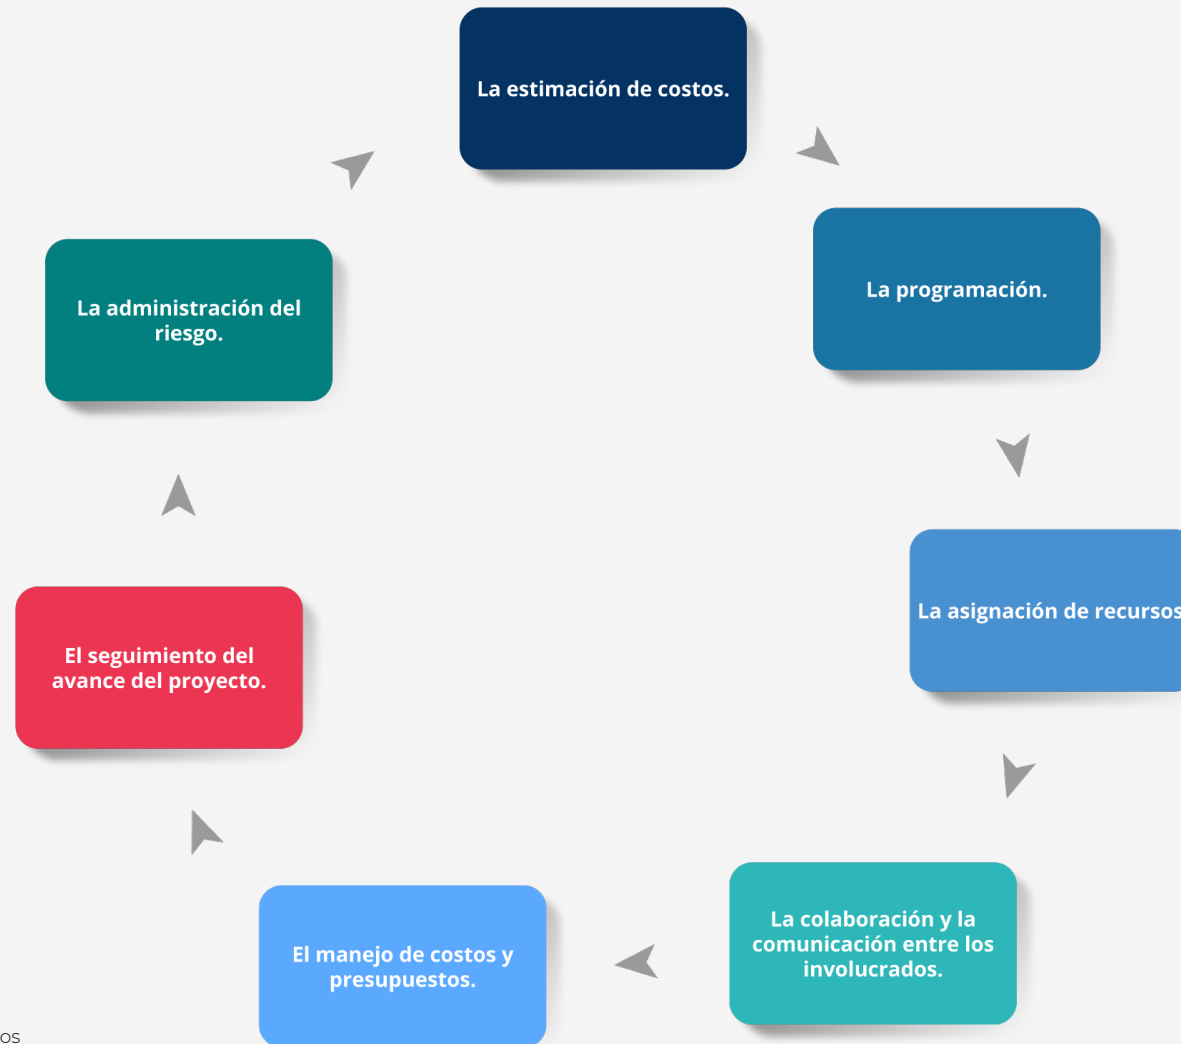 La estimación de costos.
La programación.
La asignación de recursos
La colaboración y la
comunicación entre los
involucrados.
El manejo de costos y
presupuestos.
El seguimiento del
avance del proyecto.
La administración del
riesgo.
os